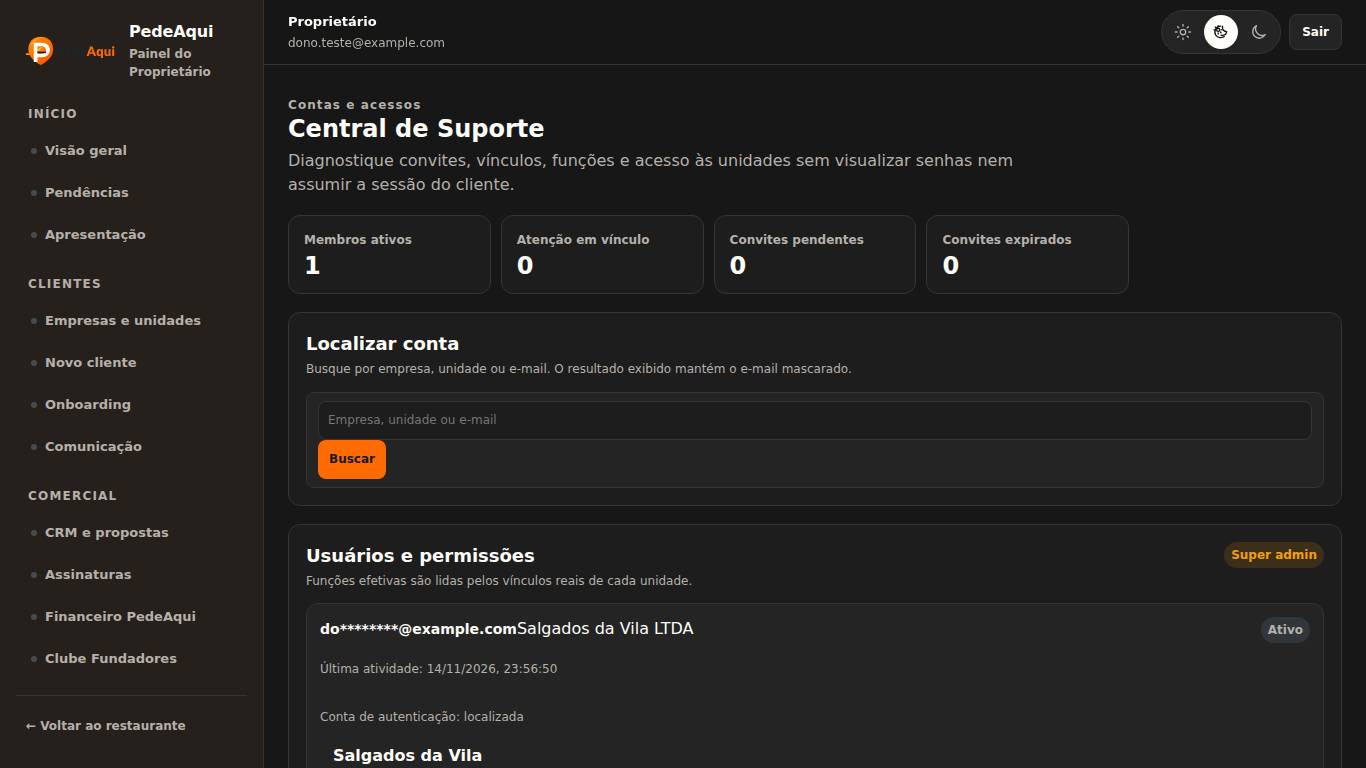 P
Aqui
PedeAqui
Painel do
Proprietário
INÍCIO
Visão geral
Pendências
Apresentação
CLIENTES
Empresas e unidades
Novo cliente
Onboarding
Comunicação
COMERCIAL
CRM e propostas
Assinaturas
Financeiro PedeAqui
Clube Fundadores
← Voltar ao restaurante
Proprietário
dono.teste@example.com
Sair
Contas e acessos
Central de Suporte
Diagnostique convites, vínculos, funções e acesso às unidades sem visualizar senhas nem
assumir a sessão do cliente.
Membros ativos
1
Atenção em vínculo
0
Convites pendentes
0
Convites expirados
0
Localizar conta
Busque por empresa, unidade ou e-mail. O resultado exibido mantém o e-mail mascarado.
Empresa, unidade ou e-mail
Buscar
Usuários e permissões
Super admin
Funções efetivas são lidas pelos vínculos reais de cada unidade.
do********@example.comSalgados da Vila LTDA
Ativo
Última atividade: 14/11/2026, 23:56:50
Conta de autenticação: localizada
Salgados da Vila